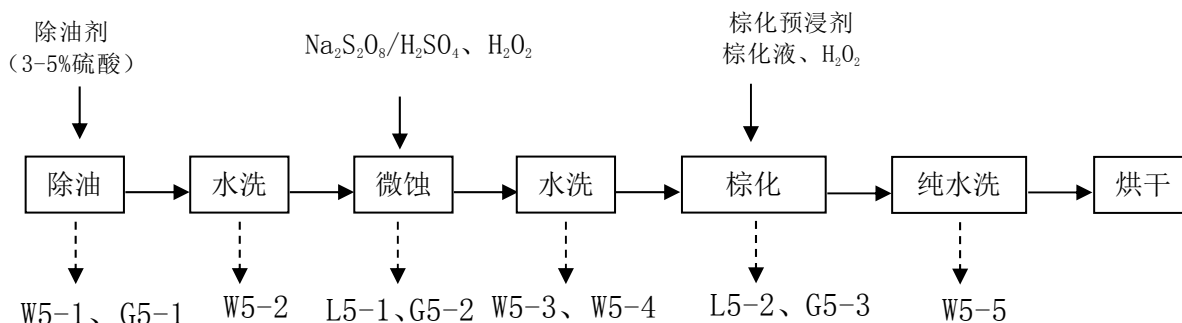 除油剂
（3-5%硫酸）
Na₂S₂O₈/H₂SO₄、H₂O₂
棕化预浸剂
棕化液、H₂O₂
除油
水洗
微蚀
水洗
棕化
纯水洗
烘干
W5-1、G5-1
W5-2
L5-1、G5-2
W5-3、W5-4
L5-2、G5-3
W5-5